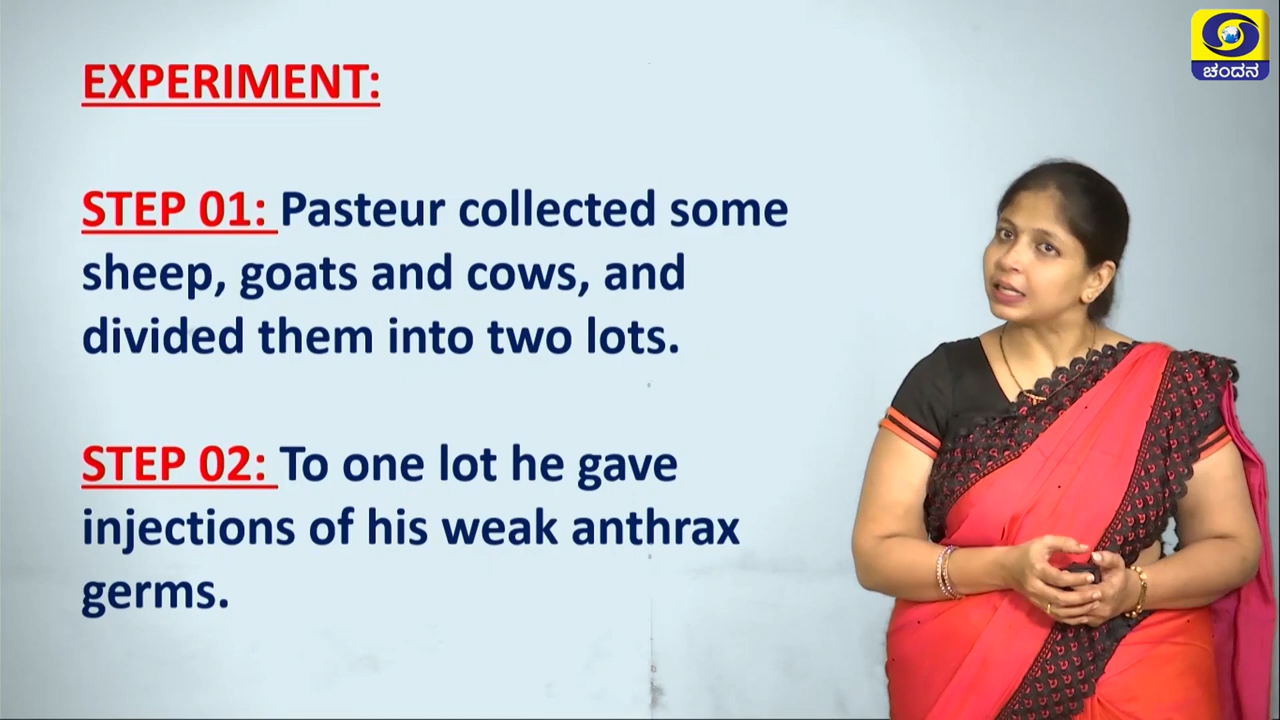 EXPERIMENT:
STEP 01: Pasteur collected some
sheep, goats and cows, and
divided them into two lots.
STEP 02: To one lot he gave
injections of his weak anthrax
germs.
ಚಂದನ